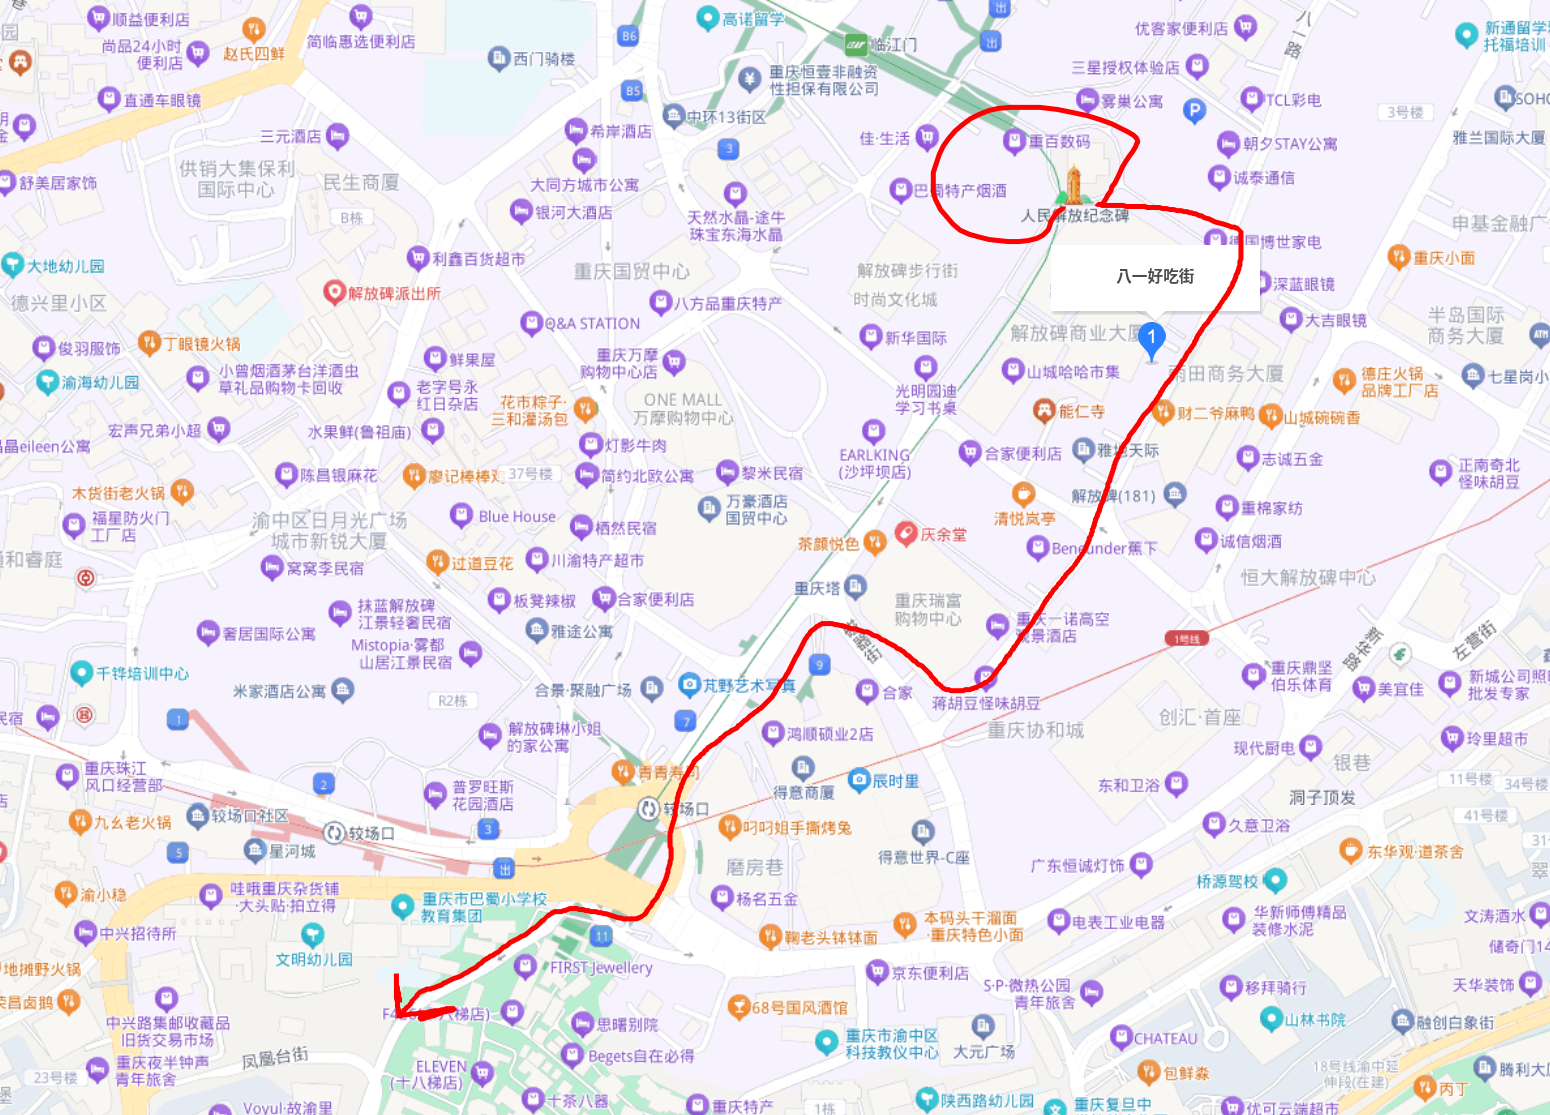 顺益便利店
尚品24小时
便利店
赵氏四鲜
简临惠选便利店
B6
高诺留学
出
出
临江门
八一路
优客家便利店
新通留学
托福培训
西门骑楼
B5
重庆恒壹非融资
性担保有限公司
三星授权体验店
直通车眼镜
中环13街区
雾巢公寓
P
TCL彩电
3号楼
SOHO
雅兰国际大厦
三元酒店
希岸酒店
3
佳·生活
重百数码
朝夕STAY公寓
供销大集保利
国际中心
民生商厦
大同方城市公寓
舒美居家饰
巴蜀特产烟酒
诚泰通信
B栋
银河大酒店
天然水晶-途牛
珠宝东海水晶
人民解放纪念碑
申基金融广
德国博世家电
大地幼儿园
利鑫百货超市
重庆国贸中心
解放碑步行街
八一好吃街
重庆小面
解放碑派出所
德兴里小区
八方品重庆特产
时尚文化城
深蓝眼镜
Q&A STATION
新华国际
解放碑商业大厦
1
大吉眼镜
半岛国际
商务大厦
ATM
俊羽服饰
丁眼镜火锅
鲜果屋
重庆万摩
购物中心店
山城哈哈市集
雨田商务大厦
渝海幼儿园
小曾烟酒茅台洋酒虫
草礼品购物卡回收
老字号永
红日杂店
花市粽子·
三和灌汤包
ONE MALL
万摩购物中心
光明园迪
学习书桌
德庄火锅
品牌工厂店
七星岗小
能仁寺
财二爷麻鸭
山城碗碗香
晶晶eileen公寓
宏声兄弟小超
水果鲜(鲁祖庙)
灯影牛肉
EARLKING
(沙坪坝店)
合家便利店
雅地天际
志诚五金
正南奇北
怪味胡豆
陈昌银麻花
廖记棒棒
37号楼
简约北欧公寓
黎米民宿
木货街老火锅
解放碑(181)
清悦岚亭
福星防火门
工厂店
渝中区日月光广场
城市新锐大厦
Blue House
栖然民宿
万豪酒店
国贸中心
重棉家纺
茶颜悦色
庆余堂
Beneunder蕉下
诚信烟酒
通和睿庭
窝窝李民宿
过道豆花
川渝特产超市
重庆塔
恒大解放碑中心
抹蓝解放碑
江景轻奢民宿
板凳辣椒
合家便利店
重庆瑞富
购物中心
奢居国际公寓
雅途公寓
重庆一诺高空
观景酒店
1号线
新华路
左营街
Mistopia·雾都
山居江景民宿
9
千铧培训中心
米家酒店公寓
R2栋
合景·聚融广场
芃野艺术写真
合家
蒋胡豆怪味胡豆
重庆鼎坚
伯乐体育
美宜佳
新城公司照明
批发专家
民宿
1
7
解放碑琳小姐
的家公寓
鸿顺硕业2店
重庆协和城
创汇·首座
现代厨电
玲里超市
重庆珠江
风口经营部
2
普罗旺斯
花园酒店
青青寿司
得意商厦
辰时里
东和卫浴
银巷
11号楼
34号楼
洞子顶发
九幺老火锅
较场口社区
较场口
3
较场口
叼叼姐手撕烤兔
久意卫浴
41号楼
5
星河城
出
得意世界-C座
磨房巷
广东恒诚灯饰
东华观·道茶舍
桥源驾校
渝小稳
哇哦重庆杂货铺
·大头贴·拍立得
重庆市巴蜀小学校
教育集团
杨名五金
本码头干溜面
·重庆特色小面
电表工业电器
华新师傅精品
装修水泥
文涛酒水
中兴招待所
文明幼儿园
11
鞠老头钵钵面
储奇门14
地摊野火锅
FIRST Jewellery
京东便利店
S·P·微热公园
青年旅舍
移拜骑行
天华装饰
荣昌卤鹅
中兴路集邮收藏品
旧货交易市场
思曙别院
68号国风酒馆
重庆市渝中区
科技教仪中心
大元广场
CHATEAU
山林书院
融创白象街
重庆夜半钟声
青年旅舍
凤凰台街
ELEVEN
(十八梯店)
Begets自在必得
23号楼
包鲜淼
18号线渝中延
伸段(在建)
腾利大厦
丙丁
Voyul·故渝里
十茶八器
重庆特产
1栋
陕西路幼儿园
重庆复旦中
优可云端超市